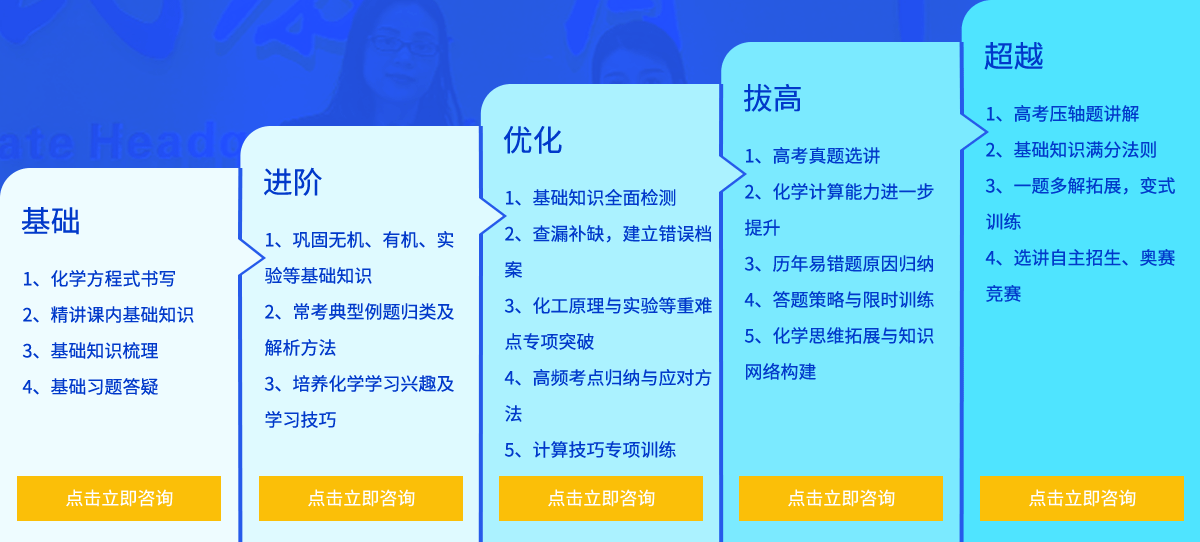 基础
1、化学方程式书写
2、精讲课内基础知识
3、基础知识梳理
4、基础习题答疑
点击立即咨询
进阶
1、巩固无机、有机、实
验等基础知识
2、常考典型例题归类及
解析方法
3、培养化学学习兴趣及
学习技巧
点击立即咨询
优化
1、基础知识全面检测
2、查漏补缺，建立错误档
案
3、化工原理与实验等重难
点专项突破
4、高频考点归纳与应对方
法
5、计算技巧专项训练
点击立即咨询
拔高
1、高考真题选讲
2、化学计算能力进一步
提升
3、历年易错题原因归纳
4、答题策略与限时训练
5、化学思维拓展与知识
网络构建
点击立即咨询
超越
1、高考压轴题讲解
2、基础知识满分法则
3、一题多解拓展，变式
训练
4、选讲自主招生、奥赛
竞赛
点击立即咨询